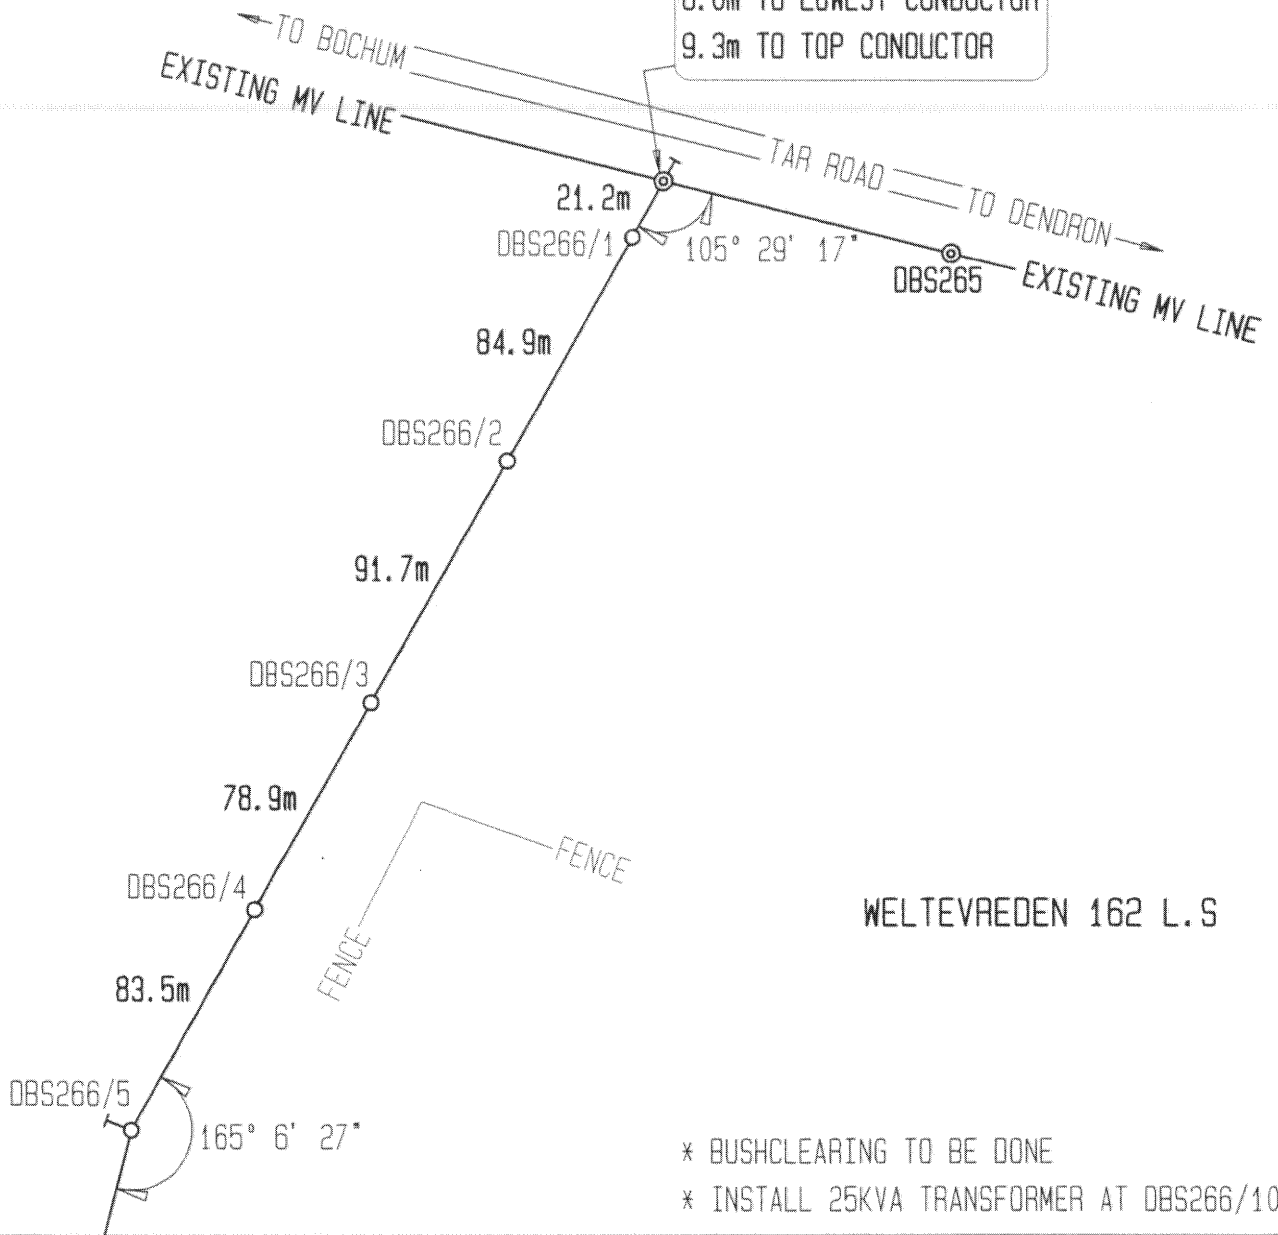 TO LOWEST CONDUCTOR
9.3m TO TOP CONDUCTOR
TO BOCHUM
EXISTING MV LINE
TAR ROAD
TO DENDRON
21.2m
DBS266/1
105° 29' 17"
DBS265
EXISTING MV LINE
84.9m
DBS266/2
91.7m
DBS266/3
78.9m
FENCE
DBS266/4
FENCE
WELTEVREDEN 162 L.S
83.5m
DBS266/5
165° 6' 27"
* BUSHCLEARING TO BE DONE
* INSTALL 25KVA TRANSFORMER AT DBS266/10